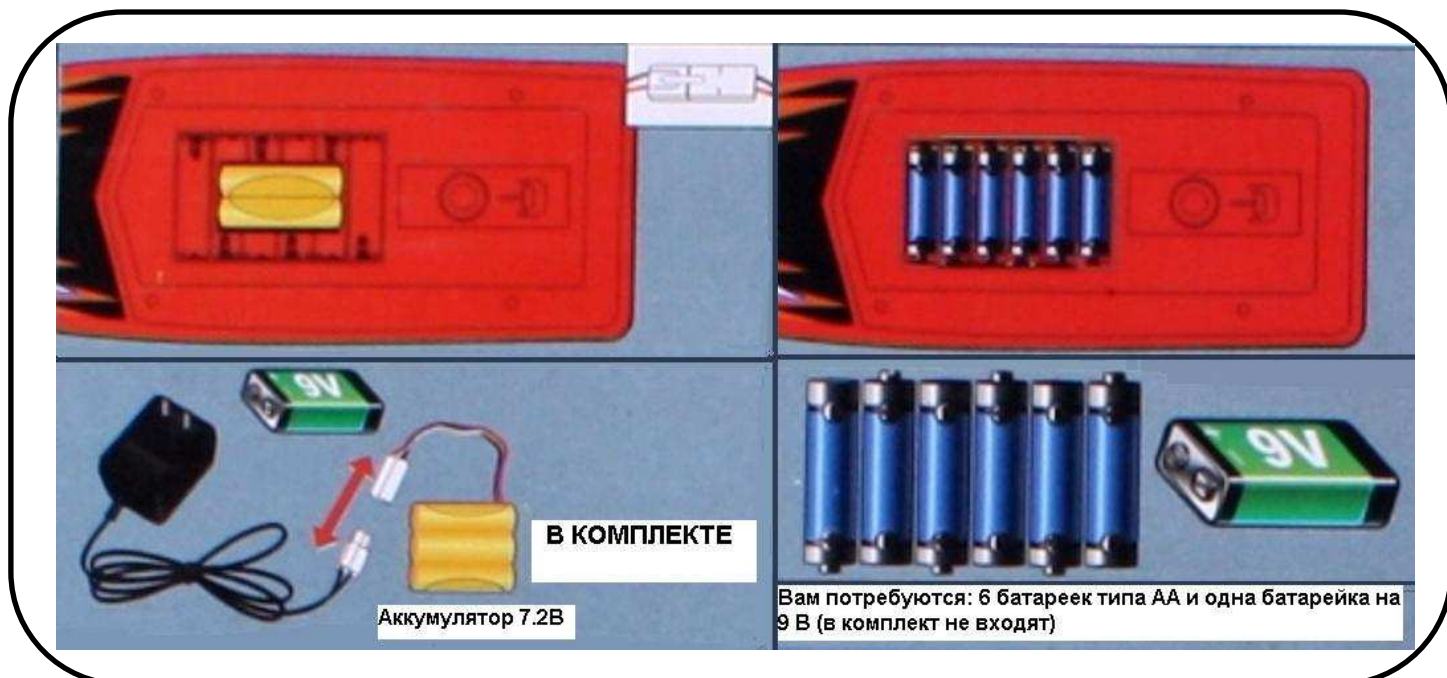 9V
В КОМПЛЕКТЕ
Аккумулятор 7.2В
9V
Вам потребуются: 6 батареек типа АА и одна батарейка на
9 В (в комплект не входят)